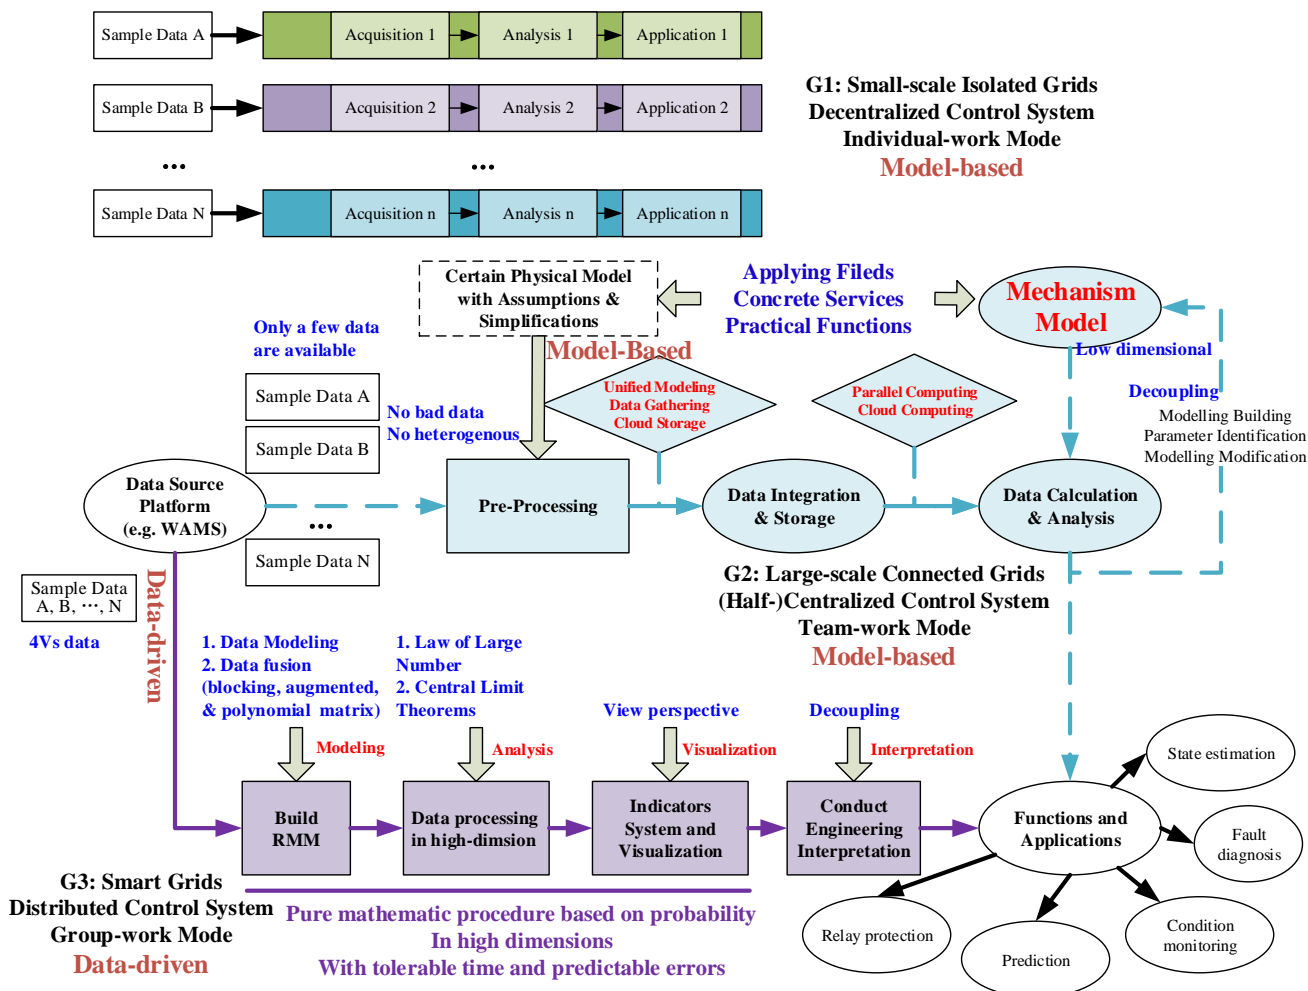 Sample Data A
Acquisition 1
Analysis 1
Application 1
Sample Data B
Acquisition 2
Analysis 2
Application 2
...
...
Sample Data N
Acquisition n
Analysis n
Application n
G1: Small-scale Isolated Grids
Decentralized Control System
Individual-work Mode
Model-based
Certain Physical Model
with Assumptions &
Simplifications
Applying Fileds
Concrete Services
Practical Functions
Mechanism
Model
Model-Based
Low dimensional
Only a few data
are available
Sample Data A
Sample Data B
...
Sample Data N
No bad data
No heterogenous
Unified Modeling
Data Gathering
Cloud Storage
Parallel Computing
Cloud Computing
Decoupling
Modelling Building
Parameter Identification
Modelling Modification
Data Source
Platform
(e.g. WAMS)
Pre-Processing
Data Integration
& Storage
Data Calculation
& Analysis
G2: Large-scale Connected Grids
(Half-)Centralized Control System
Team-work Mode
Model-based
Sample Data
A, B, ···, N
4Vs data
Data-driven
1. Data Modeling
2. Data fusion
(blocking, augmented,
& polynomial matrix)
1. Law of Large
Number
2. Central Limit
Theorems
View perspective
Decoupling
Modeling
Analysis
Visualization
Interpretation
Build
RMM
Data processing
in high-dimsion
Indicators
System and
Visualization
Conduct
Engineering
Interpretation
Functions and
Applications
State estimation
Fault
diagnosis
Condition
monitoring
Prediction
Relay protection
G3: Smart Grids
Distributed Control System
Group-work Mode
Data-driven
Pure mathematic procedure based on probability
In high dimensions
With tolerable time and predictable errors